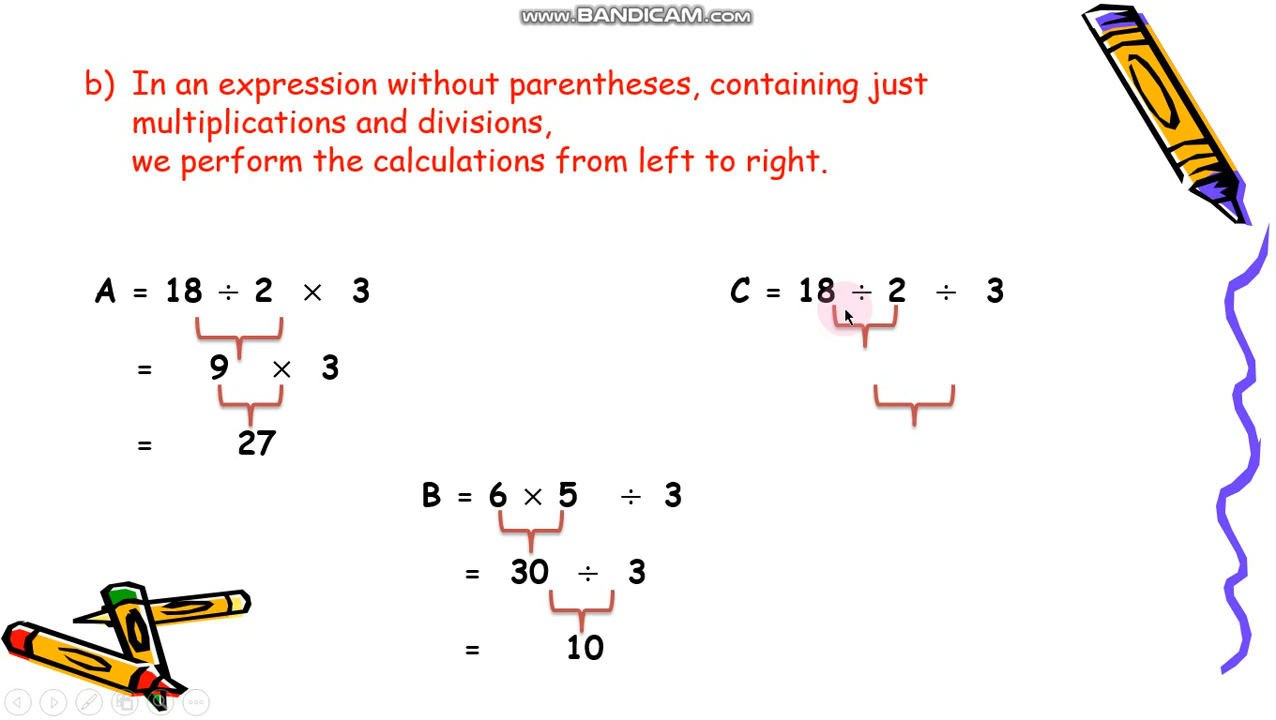 www.BANDICAM.com
b) In an expression without parentheses, containing just
multiplications and divisions,
we perform the calculations from left to right.
A = 18 ÷ 2 × 3
= 9 × 3
= 27
C = 18 ÷ 2 ÷ 3
B = 6 × 5 ÷ 3
= 30 ÷ 3
= 10